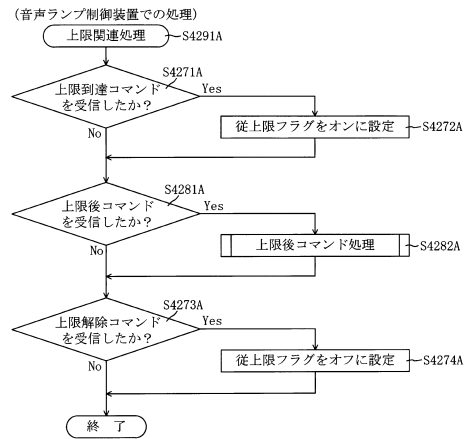 （音声ランプ制御装置での処理）
上限関連処理
S4291A
上限到達コマンド
を受信したか？
S4271A
Yes
No
従上限フラグをオンに設定
S4272A
上限後コマンド
を受信したか？
S4281A
Yes
No
上限後コマンド処理
S4282A
上限解除コマンド
を受信したか？
S4273A
Yes
No
従上限フラグをオフに設定
S4274A
終　了